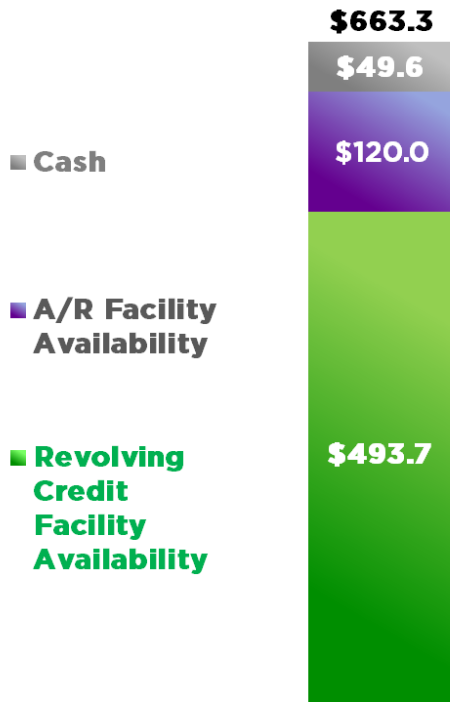 $663.3
$49.6
$120.0
Cash
A/R Facility
Availability
$493.7
Revolving
Credit
Facility
Availability